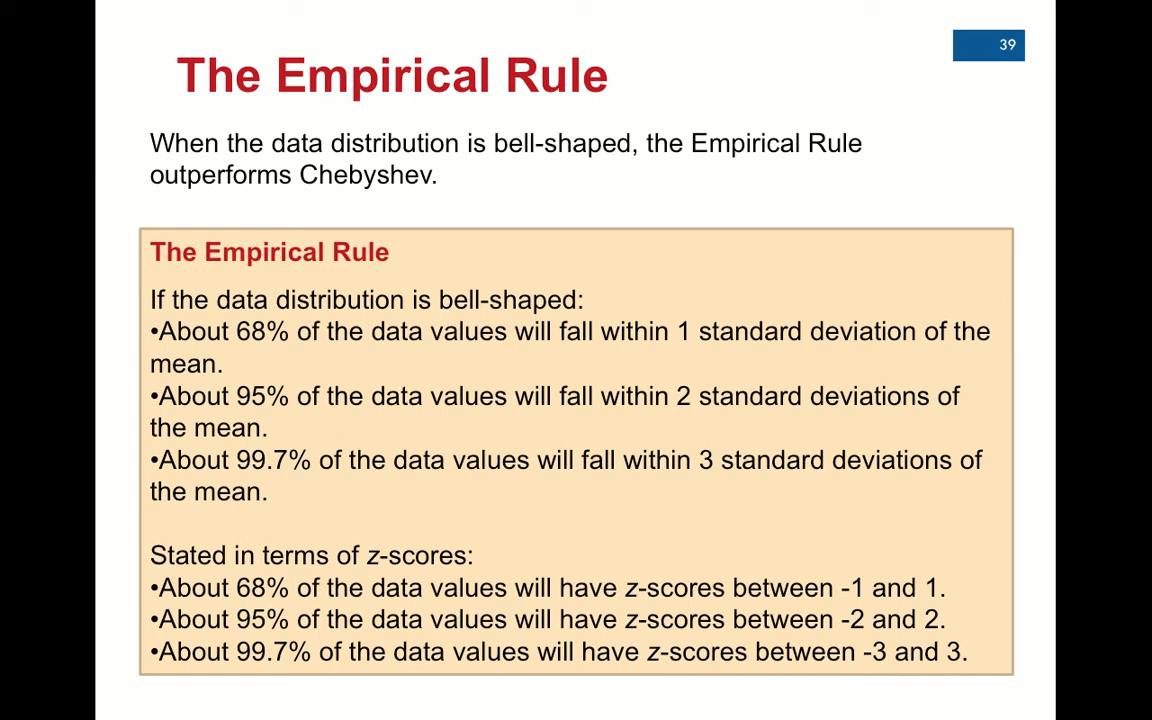 39
The Empirical Rule
When the data distribution is bell-shaped, the Empirical Rule
outperforms Chebyshev.
The Empirical Rule
If the data distribution is bell-shaped:
•About 68% of the data values will fall within 1 standard deviation of the
mean.
•About 95% of the data values will fall within 2 standard deviations of
the mean.
•About 99.7% of the data values will fall within 3 standard deviations of
the mean.
Stated in terms of z-scores:
•About 68% of the data values will have z-scores between -1 and 1.
•About 95% of the data values will have z-scores between -2 and 2.
•About 99.7% of the data values will have z-scores between -3 and 3.